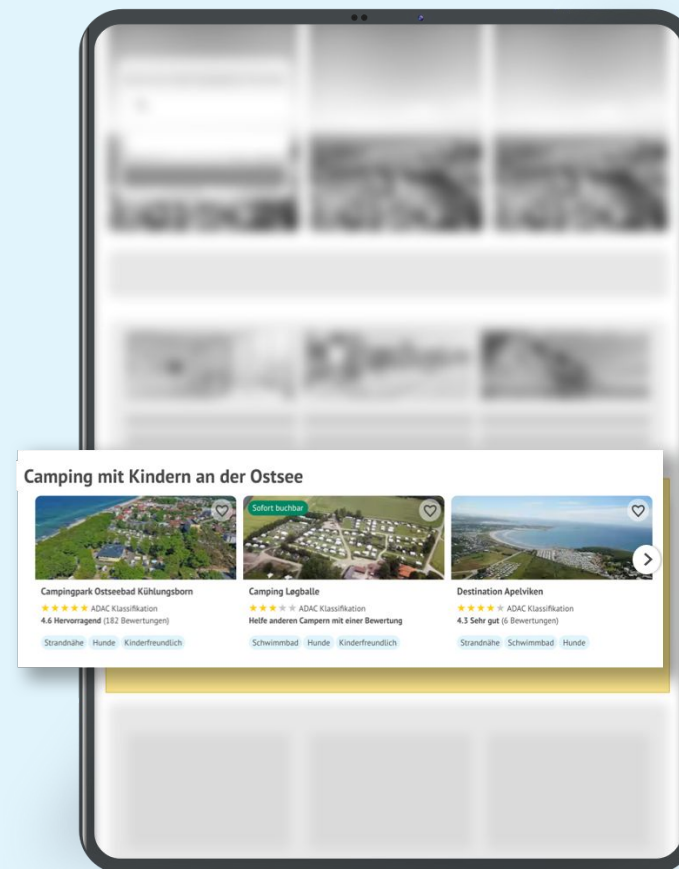 Camping mit Kindern an der Ostsee
Sofort buchbar
Campingpark Ostseebad Kühlungsborn
ADAC Klassifikation
4.6 Hervorragend (182 Bewertungen)
Strandnähe Hunde Kinderfreundlich
Camping Løgballe
ADAC Klassifikation
Helfe anderen Campern mit einer Bewertung
Schwimmbad Hunde Kinderfreundlich
Destination Apelviken
ADAC Klassifikation
4.3 Sehr gut (6 Bewertungen)
Strandnähe Schwimmbad Hunde